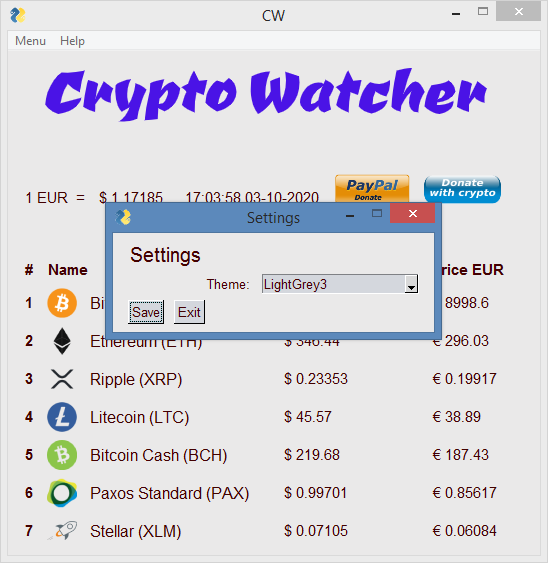 CW
Menu Help
Crypto Watcher
1 EUR = $ 1.17185 17:03:58 03-10-2020
PayPal
Donate
Donate
with crypto
Settings
Settings
Theme: LightGrey3
Save Exit
# Name rice EUR
1 Bi 8998.6
2 Ethereum (ETH) $ 346.44 € 296.03
3 Ripple (XRP) $ 0.23353 € 0.19917
4 Litecoin (LTC) $ 45.57 € 38.89
5 Bitcoin Cash (BCH) $ 219.68 € 187.43
6 Paxos Standard (PAX) $ 0.99701 € 0.85617
7 Stellar (XLM) $ 0.07105 € 0.06084